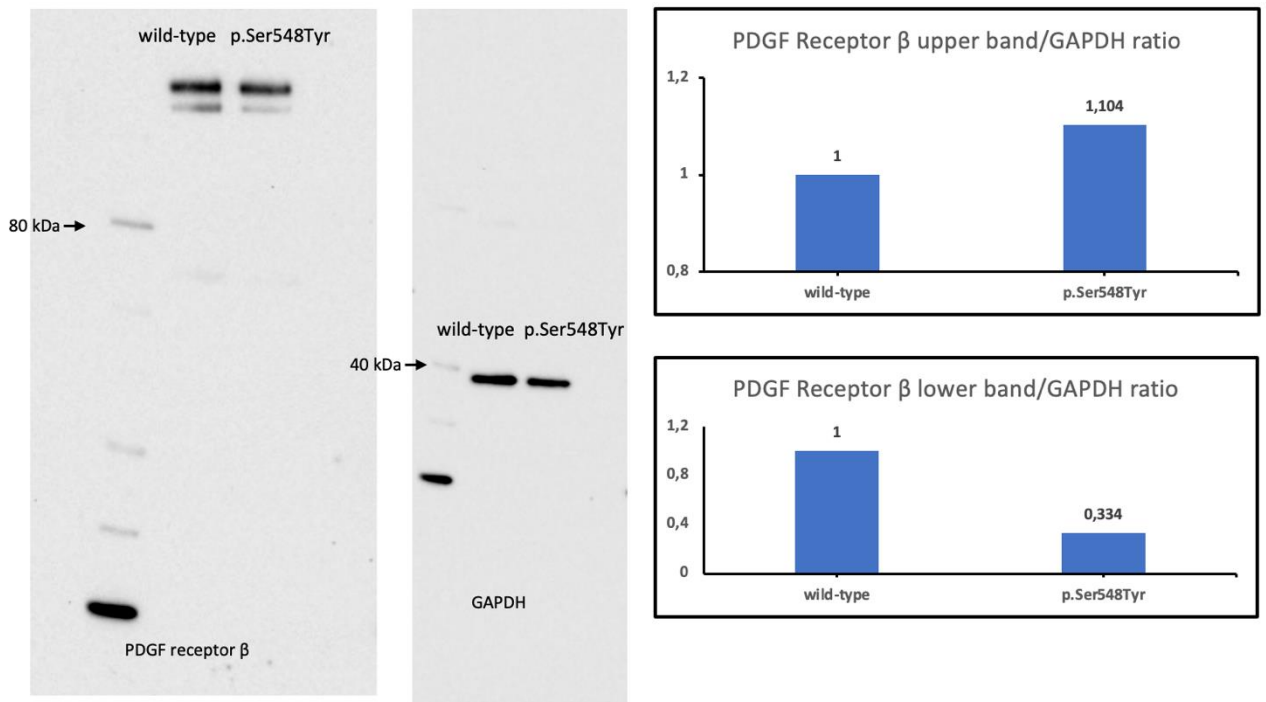 wild-type p.Ser548Tyr
80 kDa
PDGF receptor β
wild-type p.Ser548Tyr
40 kDa
GAPDH
PDGF Receptor β upper band/GAPDH ratio
1,2
1
0,8
1
1,104
wild-type p.Ser548Tyr
PDGF Receptor β lower band/GAPDH ratio
1,2
0,8
0,4
0
1
0,334
wild-type p.Ser548Tyr